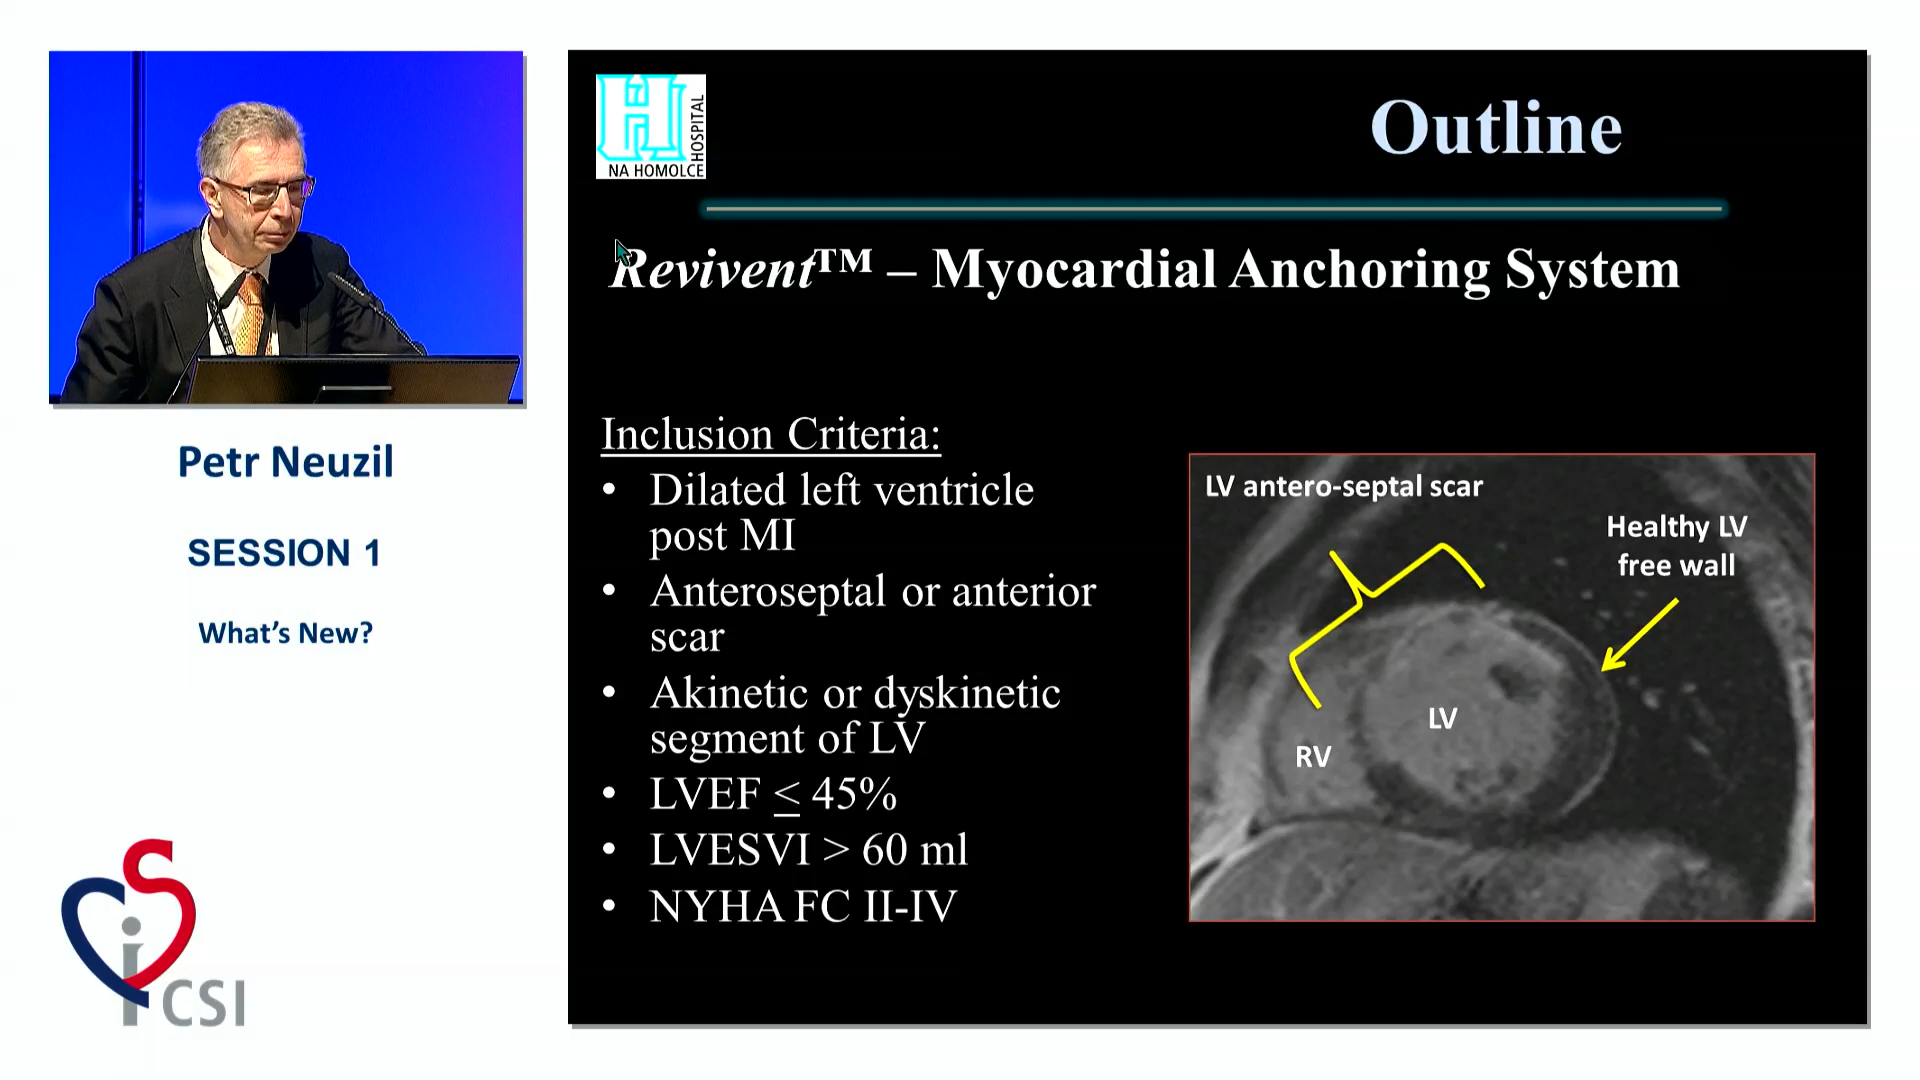 Petr Neuzil
SESSION 1
What's New?
iCSI
H
HOSPITAL
NA HOMOLCE
Outline
Revivent™ – Myocardial Anchoring System
Inclusion Criteria:
• Dilated left ventricle
post MI
• Anteroseptal or anterior
scar
• Akinetic or dyskinetic
segment of LV
• LVEF ≤ 45%
• LVESVI > 60 ml
• NYHA FC II-IV
LV antero-septal scar
Healthy LV
free wall
LV
RV